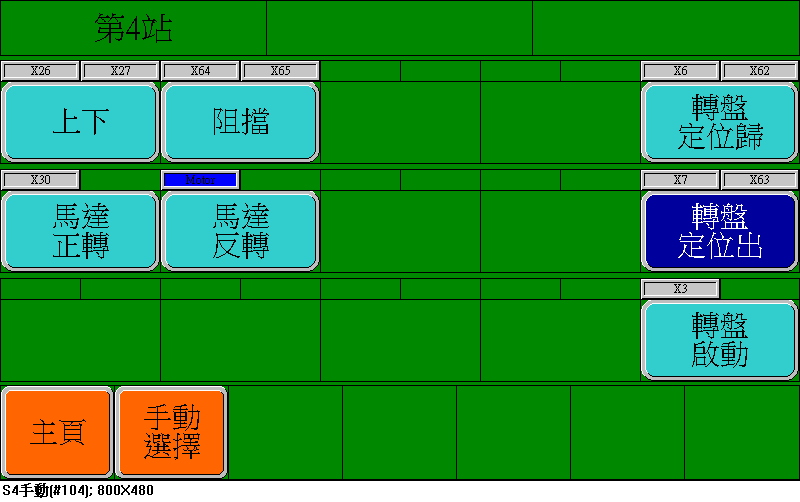 第4站
X26 X27 X64 X65 X6 X62
上下 阻擋 轉盤
定位歸
X30 X7 X63
馬達
正轉
馬達
反轉
轉盤
定位出
X3
轉盤
啟動
主頁
手動
選擇
S4手動(#104); 800X480